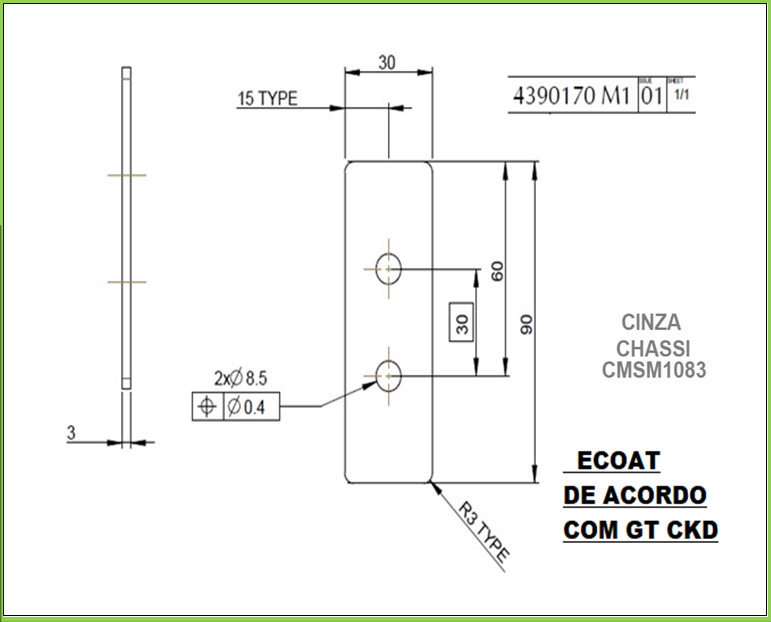 30
15 TYPE
4390170 M1
ISSUE
01
SHEET
1/1
60
30
90
CINZA
CHASSI
CMSM1083
2xØ8.5
⌖ Ø0.4
3
ECOAT
DE ACORDO
COM GT CKD
R3 TYPE